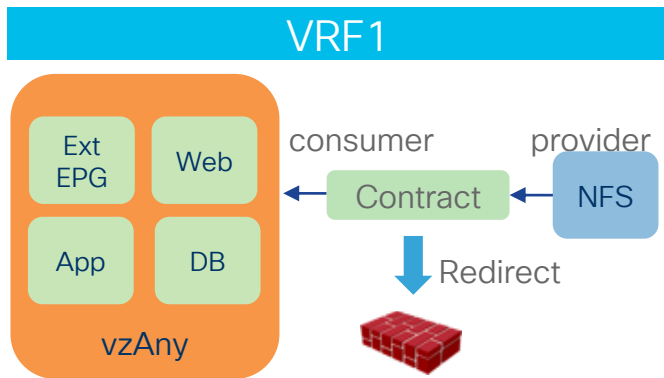 VRF1
consumer
provider
Ext
EPG
Web
Contract
NFS
App
DB
Redirect
vzAny